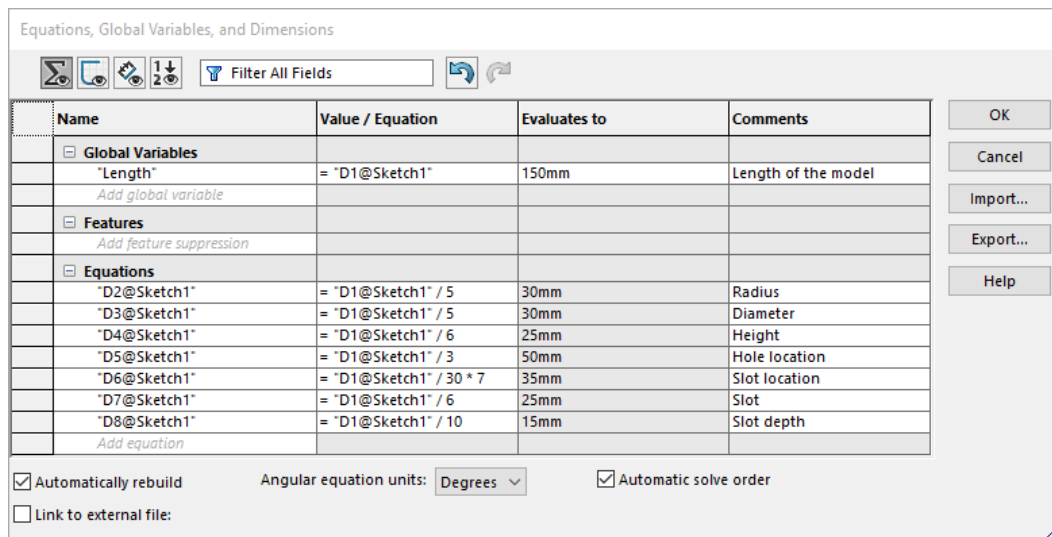 Equations, Global Variables, and Dimensions
Filter All Fields
Name Value / Equation Evaluates to Comments
Global Variables
"Length" = "D1@Sketch1" 150mm Length of the model
Add global variable
Features
Add feature suppression
Equations
"D2@Sketch1" = "D1@Sketch1" / 5 30mm Radius
"D3@Sketch1" = "D1@Sketch1" / 5 30mm Diameter
"D4@Sketch1" = "D1@Sketch1" / 6 25mm Height
"D5@Sketch1" = "D1@Sketch1" / 3 50mm Hole location
"D6@Sketch1" = "D1@Sketch1" / 30 * 7 35mm Slot location
"D7@Sketch1" = "D1@Sketch1" / 6 25mm Slot
"D8@Sketch1" = "D1@Sketch1" / 10 15mm Slot depth
Add equation
OK
Cancel
Import...
Export...
Help
Automatically rebuild Angular equation units: Degrees Automatic solve order
Link to external file: